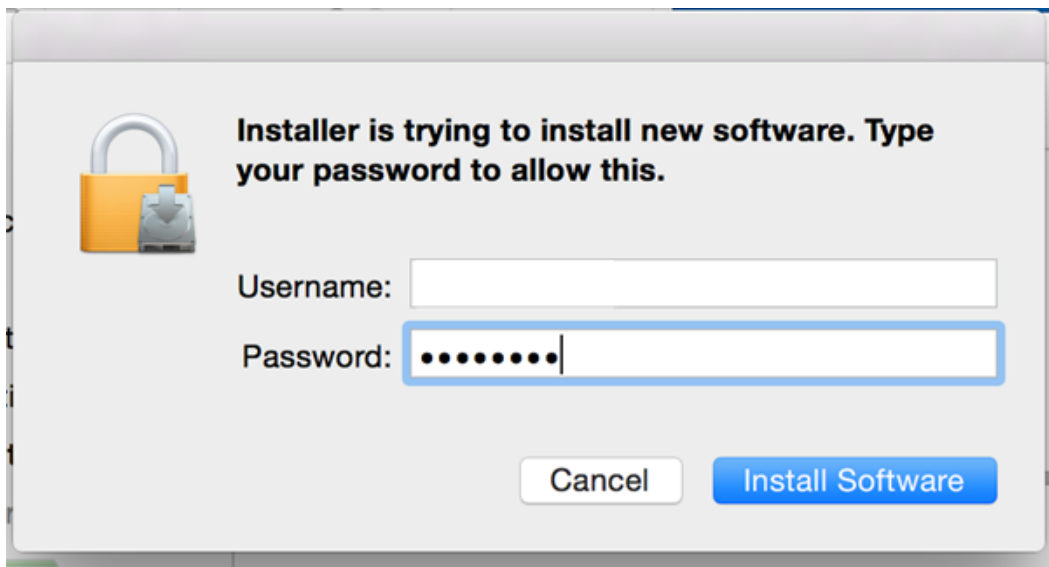 Installer is trying to install new software. Type
your password to allow this.
Username:
Password: ••••••••
Cancel Install Software